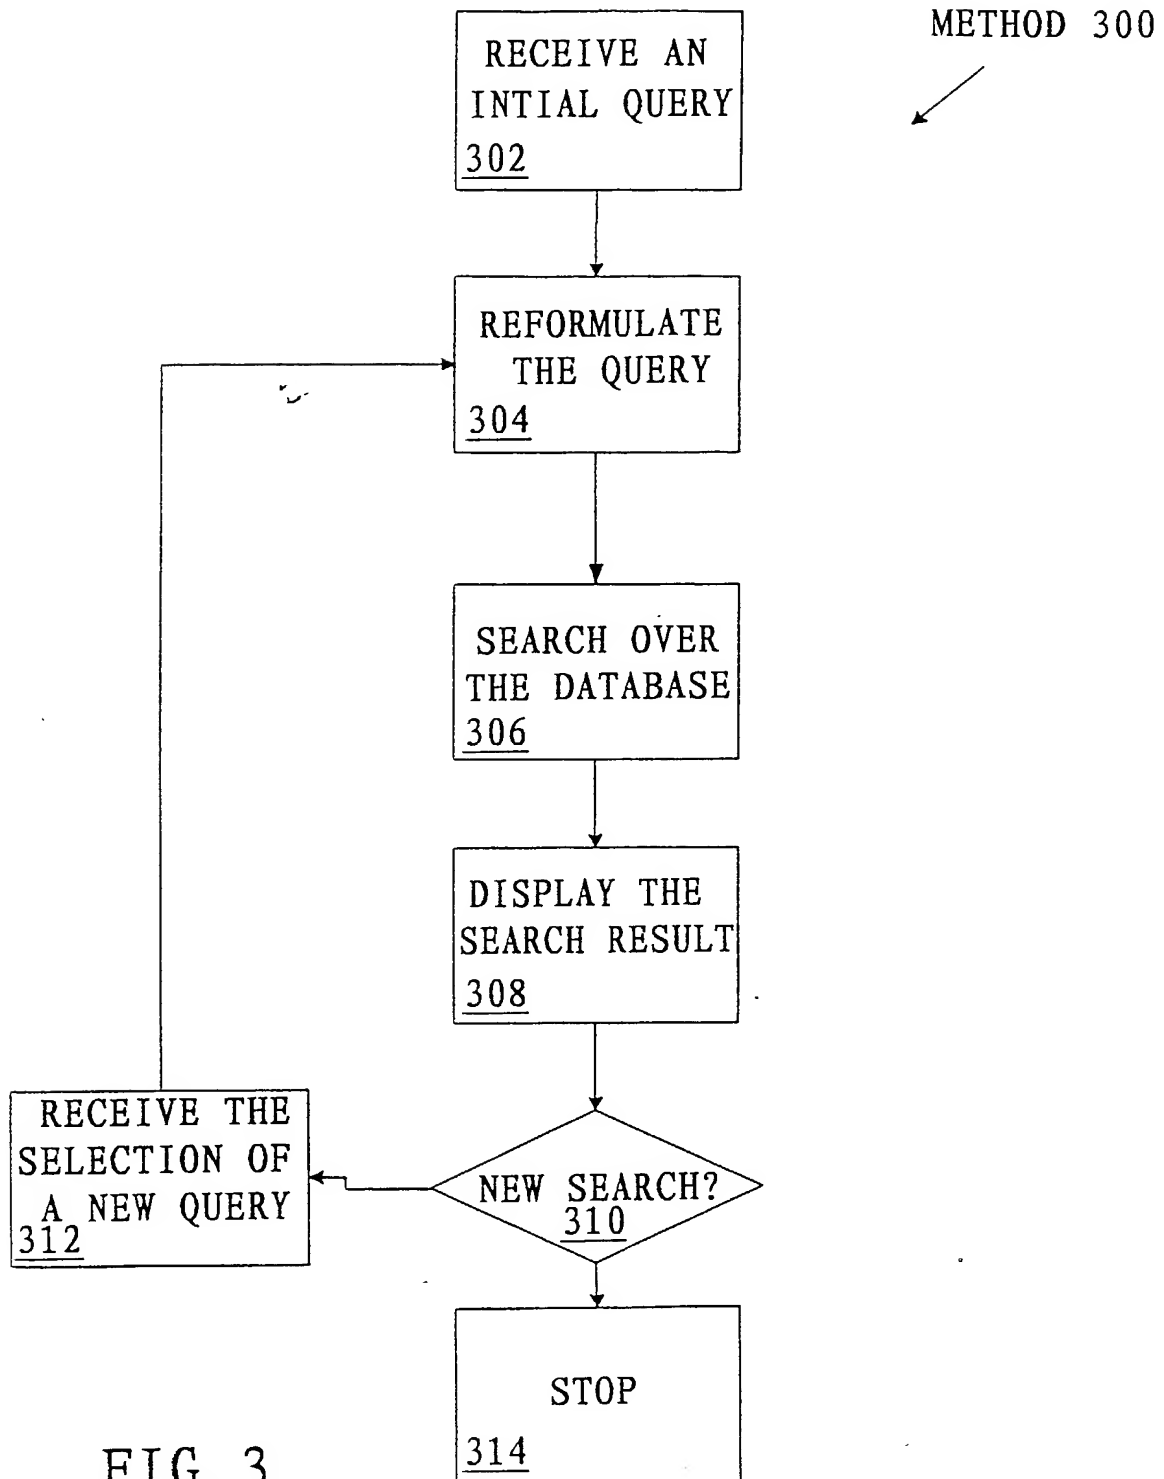 METHOD 300
RECEIVE AN
INTIAL QUERY
302
REFORMULATE
THE QUERY
304
SEARCH OVER
THE DATABASE
306
DISPLAY THE
SEARCH RESULT
308
NEW SEARCH?
310
RECEIVE THE
SELECTION OF
A NEW QUERY
312
STOP
314
FIG 3